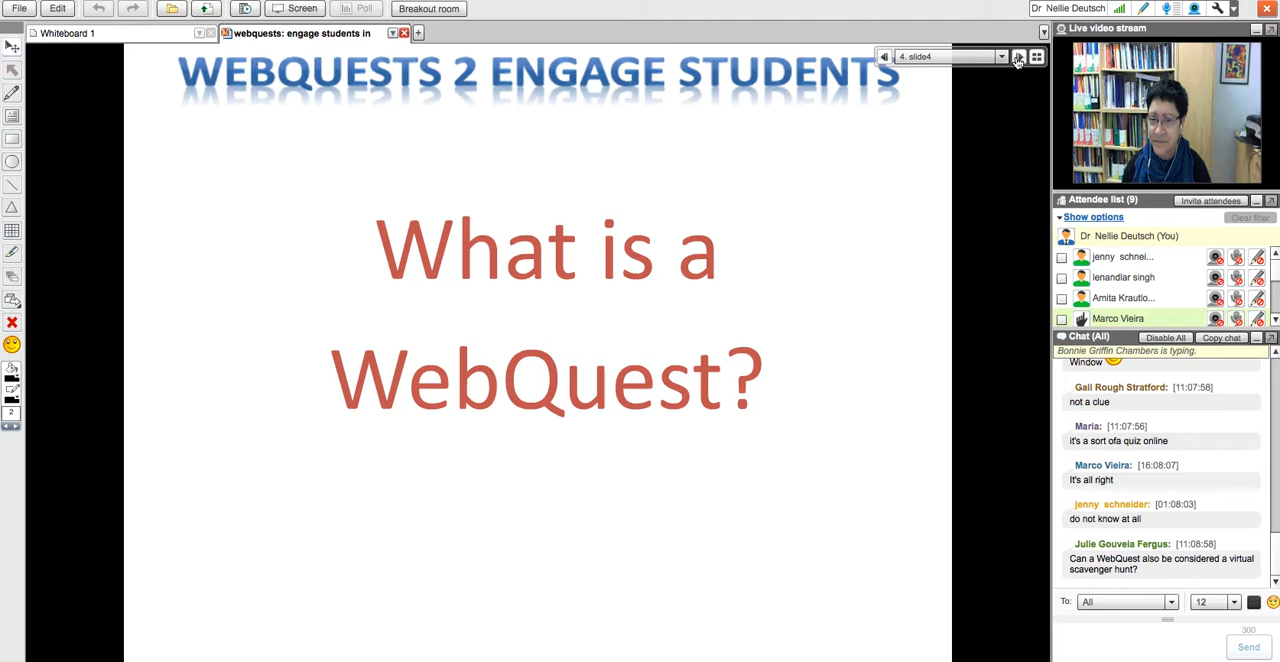 File
Edit
Screen
Poll
Breakout room
Dr Nellie Deutsch
Whiteboard 1
webquests: engage students in
4. slide4
WEBQUESTS 2 ENGAGE STUDENTS
What is a
WebQuest?
2
Live video stream
Attendee list (9)
Invite attendees
Show options
Clear filter
Dr Nellie Deutsch (You)
jenny schnei...
lenandlar singh
Amita Krautlo...
Marco Vieira
Chat (All)
Disable All
Copy chat
Bonnie Griffin Chambers is typing.
Window
Gail Rough Stratford: [11:07:58]
not a clue
Maria: [11:07:56]
it's a sort ofa quiz online
Marco Vieira: [16:08:07]
It's all right
jenny schneider: [01:08:03]
do not know at all
Julie Gouveia Fergus: [11:08:58]
Can a WebQuest also be considered a virtual
scavenger hunt?
To:
All
12
300
Send